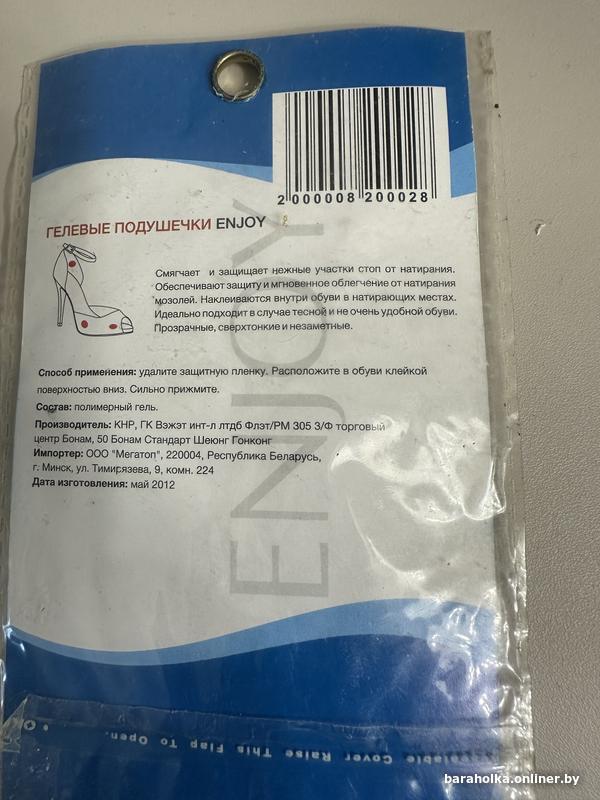 2 000008 200028
ГЕЛЕВЫЕ ПОДУШЕЧКИ ENJOY
Смягчает и защищает нежные участки стоп от натирания.
Обеспечивают защиту и мгновенное облегчение от натирания
мозолей. Наклеиваются внутри обуви в натирающих местах.
Идеально подходит в случае тесной и не очень удобной обуви.
Прозрачные, сверхтонкие и незаметные.
ENJOY
Способ применения: удалите защитную пленку. Расположите в обуви клейкой
поверхностью вниз. Сильно прижмите.
Состав: полимерный гель.
Производитель: КНР, ГК Вэжэт инт-л лтдб Флэт/РМ 305 3/Ф торговый
центр Бонам, 50 Бонам Стандарт Шеюнг Гонконг
Импортер: ООО "Мегатоп", 220004, Республика Беларусь,
г. Минск, ул. Тимирязева, 9, комн. 224
Дата изготовления: май 2012
Cover Raise This Flap To Open.
baraholka.onliner.by